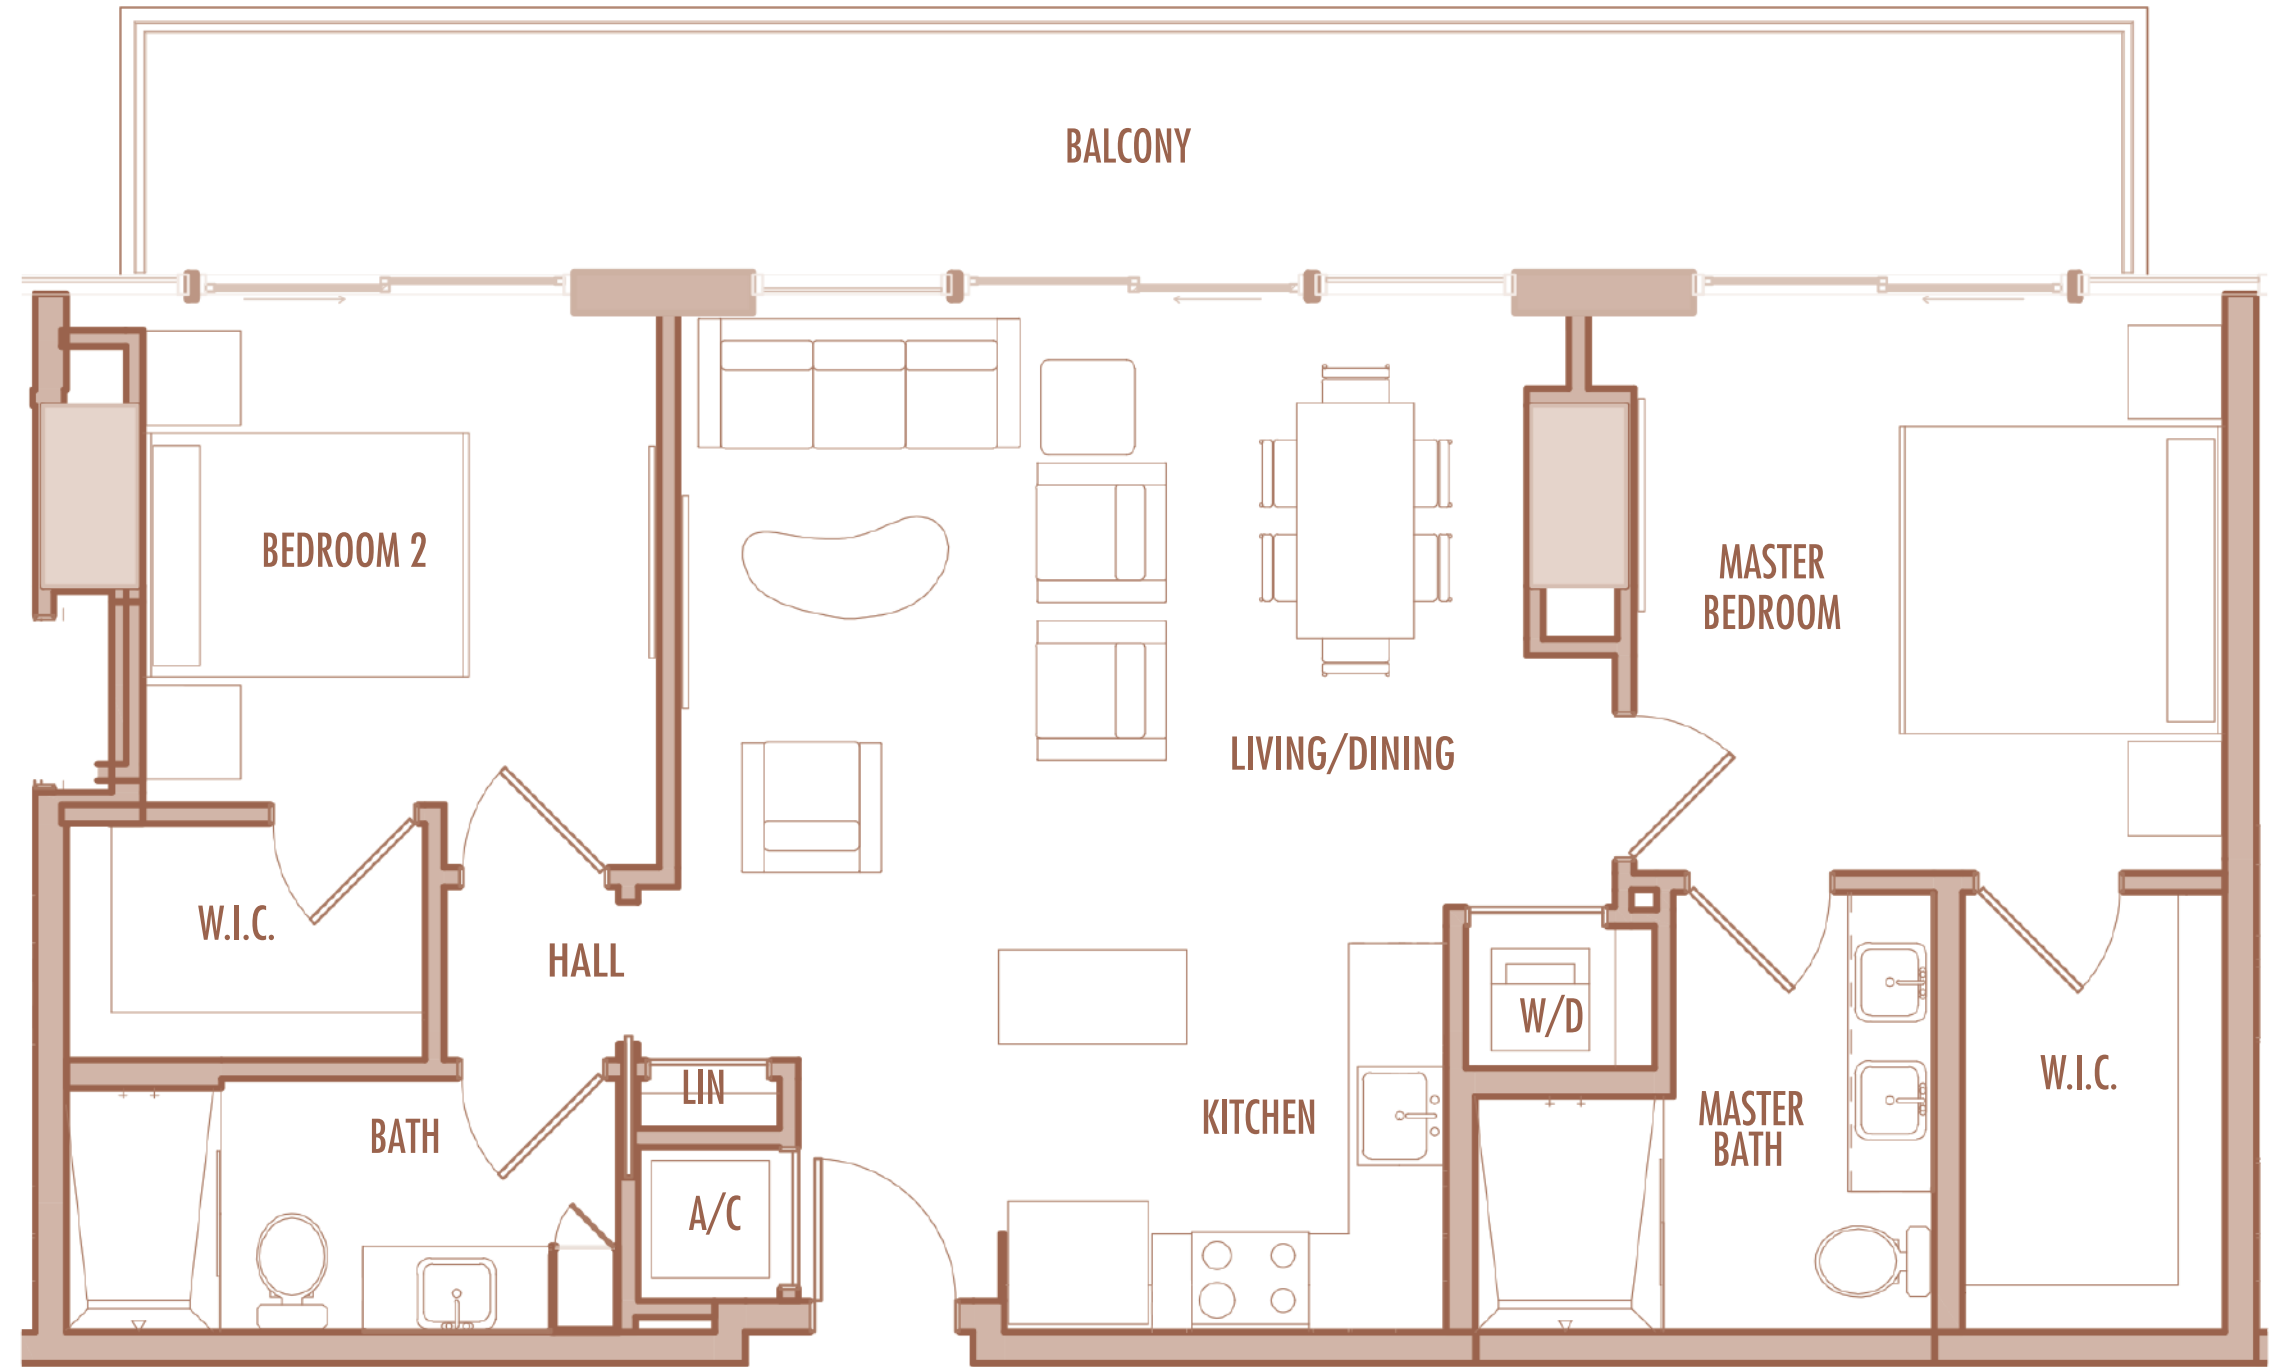 BALCONY
BEDROOM 2
MASTER
BEDROOM
LIVING/DINING
W.I.C.
HALL
W/D
LIN
KITCHEN
BATH
MASTER
BATH
W.I.C.
A/C